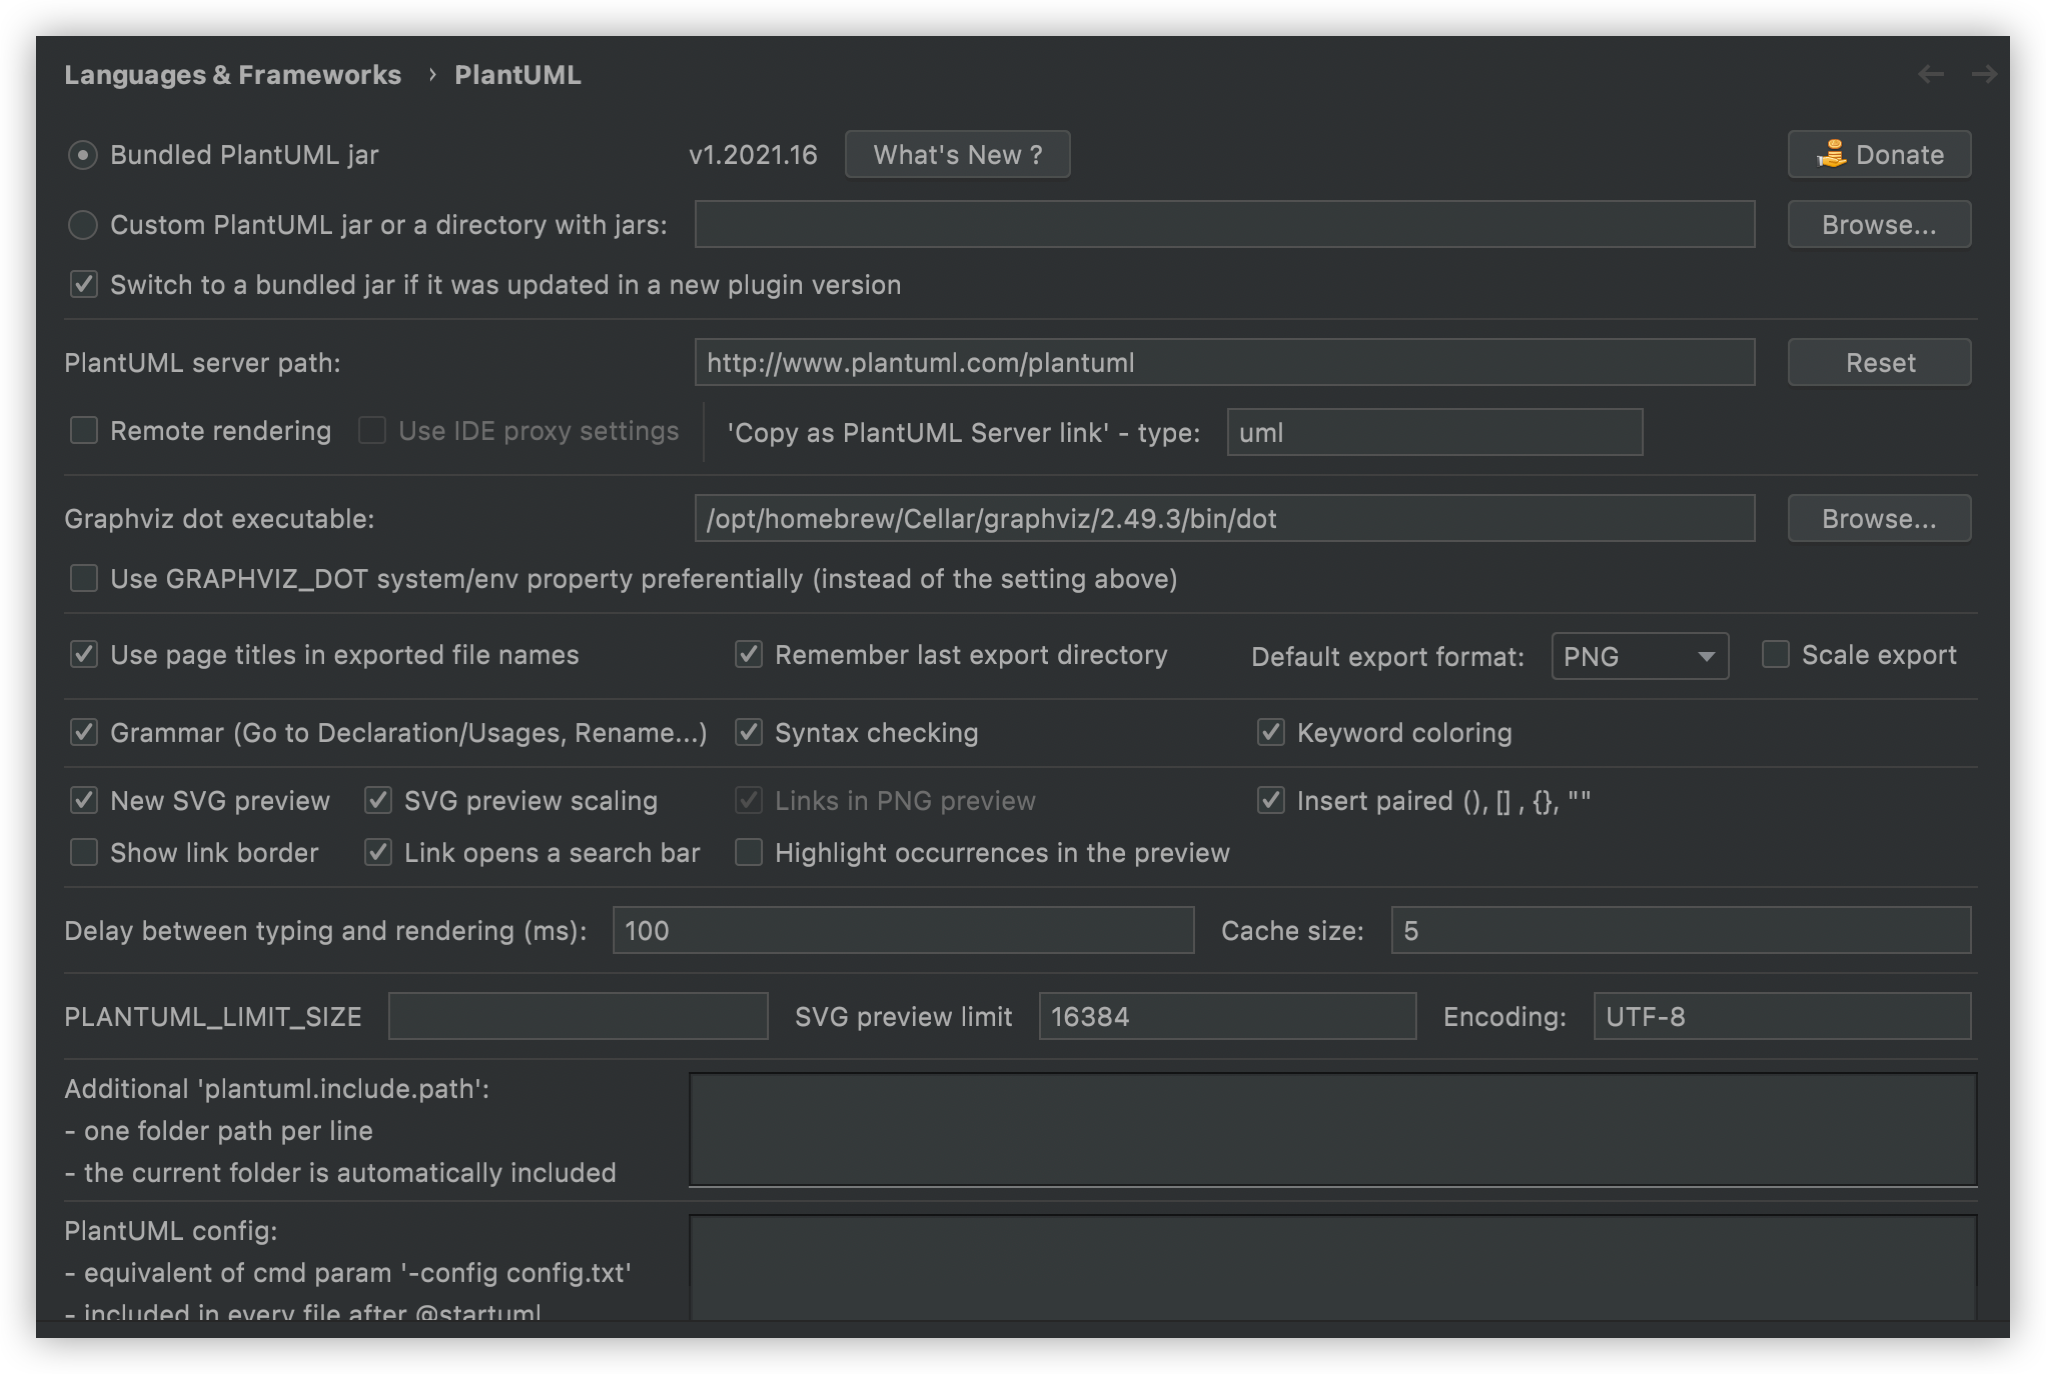 Languages & Frameworks › PlantUML
Bundled PlantUML jar v1.2021.16 What's New ? Donate
Custom PlantUML jar or a directory with jars: Browse...
Switch to a bundled jar if it was updated in a new plugin version
PlantUML server path: http://www.plantuml.com/plantuml Reset
Remote rendering Use IDE proxy settings 'Copy as PlantUML Server link' - type: uml
Graphviz dot executable: /opt/homebrew/Cellar/graphviz/2.49.3/bin/dot Browse...
Use GRAPHVIZ_DOT system/env property preferentially (instead of the setting above)
Use page titles in exported file names Remember last export directory Default export format: PNG Scale export
Grammar (Go to Declaration/Usages, Rename...) Syntax checking Keyword coloring
New SVG preview SVG preview scaling Links in PNG preview Insert paired (), [] , {}, ""
Show link border Link opens a search bar Highlight occurrences in the preview
Delay between typing and rendering (ms): 100 Cache size: 5
PLANTUML_LIMIT_SIZE SVG preview limit 16384 Encoding: UTF-8
Additional 'plantuml.include.path':
- one folder path per line
- the current folder is automatically included
PlantUML config:
- equivalent of cmd param '-config config.txt'
- included in every file after @startuml